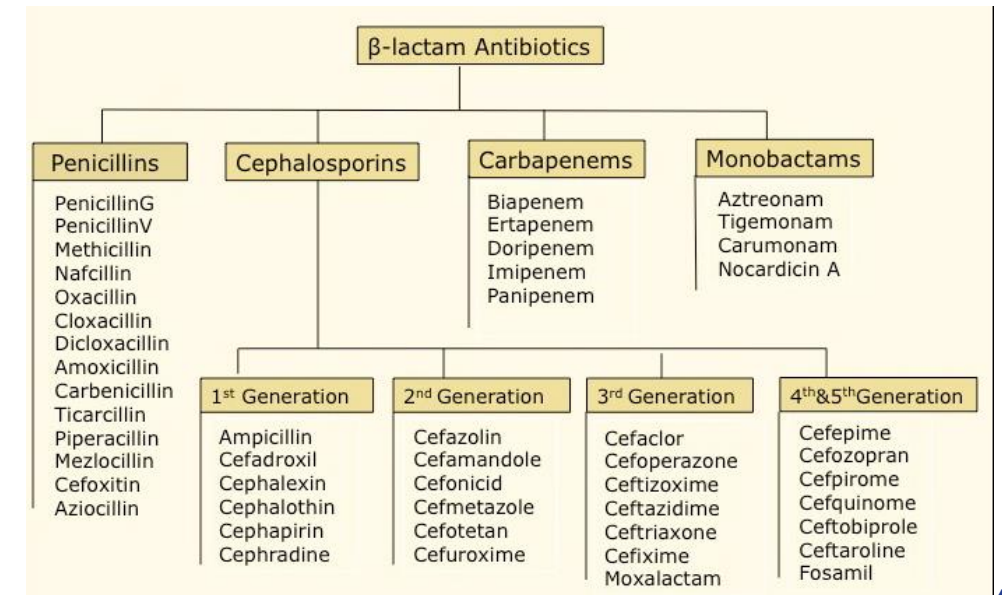 β-lactam Antibiotics
Penicillins
PenicillinG
PenicillinV
Methicillin
Nafcillin
Oxacillin
Cloxacillin
Dicloxacillin
Amoxicillin
Carbenicillin
Ticarcillin
Piperacillin
Mezlocillin
Cefoxitin
Aziocillin
Cephalosporins
1st Generation
Ampicillin
Cefadroxil
Cephalexin
Cephalothin
Cephapirin
Cephradine
2nd Generation
Cefazolin
Cefamandole
Cefonicid
Cefmetazole
Cefotetan
Cefuroxime
3rd Generation
Cefaclor
Cefoperazone
Ceftizoxime
Ceftazidime
Ceftriaxone
Cefixime
Moxalactam
4th&5thGeneration
Cefepime
Cefozopran
Cefpirome
Cefquinome
Ceftobiprole
Ceftaroline
Fosamil
Carbapenems
Biapenem
Ertapenem
Doripenem
Imipenem
Panipenem
Monobactams
Aztreonam
Tigemonam
Carumonam
Nocardicin A